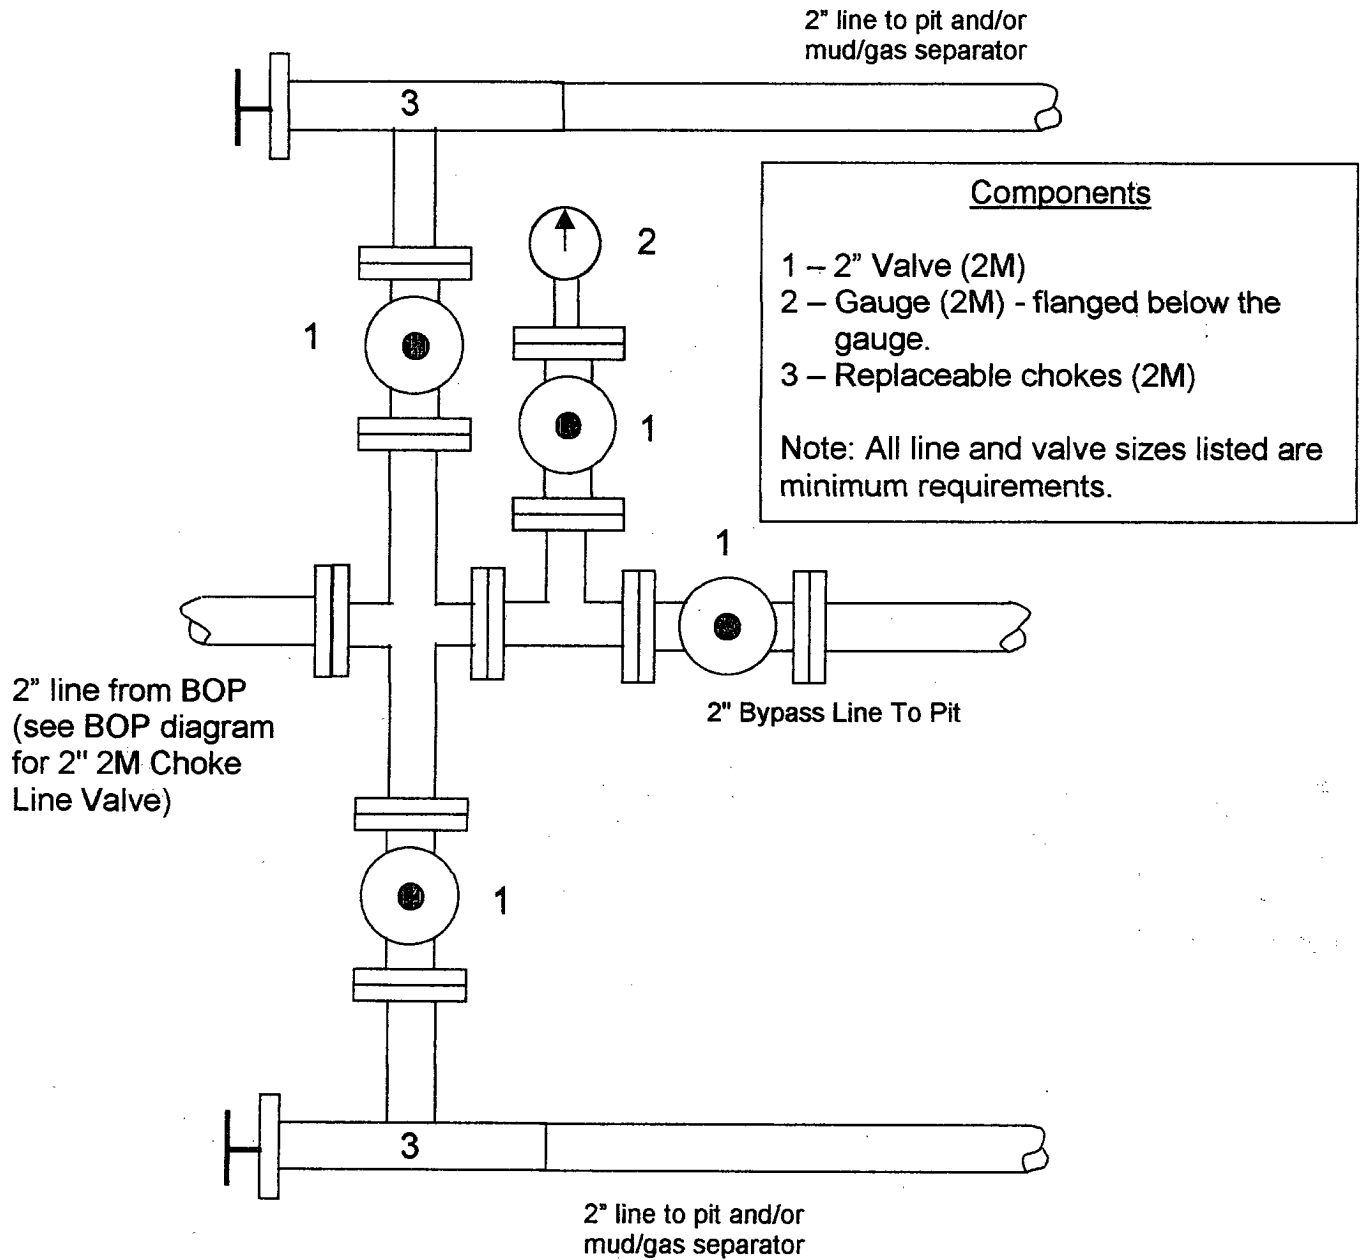 2" line to pit and/or
mud/gas separator
3
Components
1 – 2" Valve (2M)
2 – Gauge (2M) - flanged below the
gauge.
3 – Replaceable chokes (2M)
Note: All line and valve sizes listed are
minimum requirements.
2
1
1
1
2" line from BOP
(see BOP diagram
for 2" 2M Choke
Line Valve)
2" Bypass Line To Pit
1
3
2" line to pit and/or
mud/gas separator